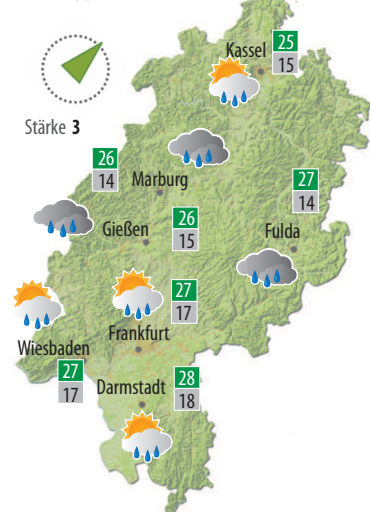 Kassel
25
15
Stärke 3
26
14
Marburg
27
14
Gießen
26
15
Fulda
27
17
Frankfurt
Wiesbaden
27
17
Darmstadt
28
18